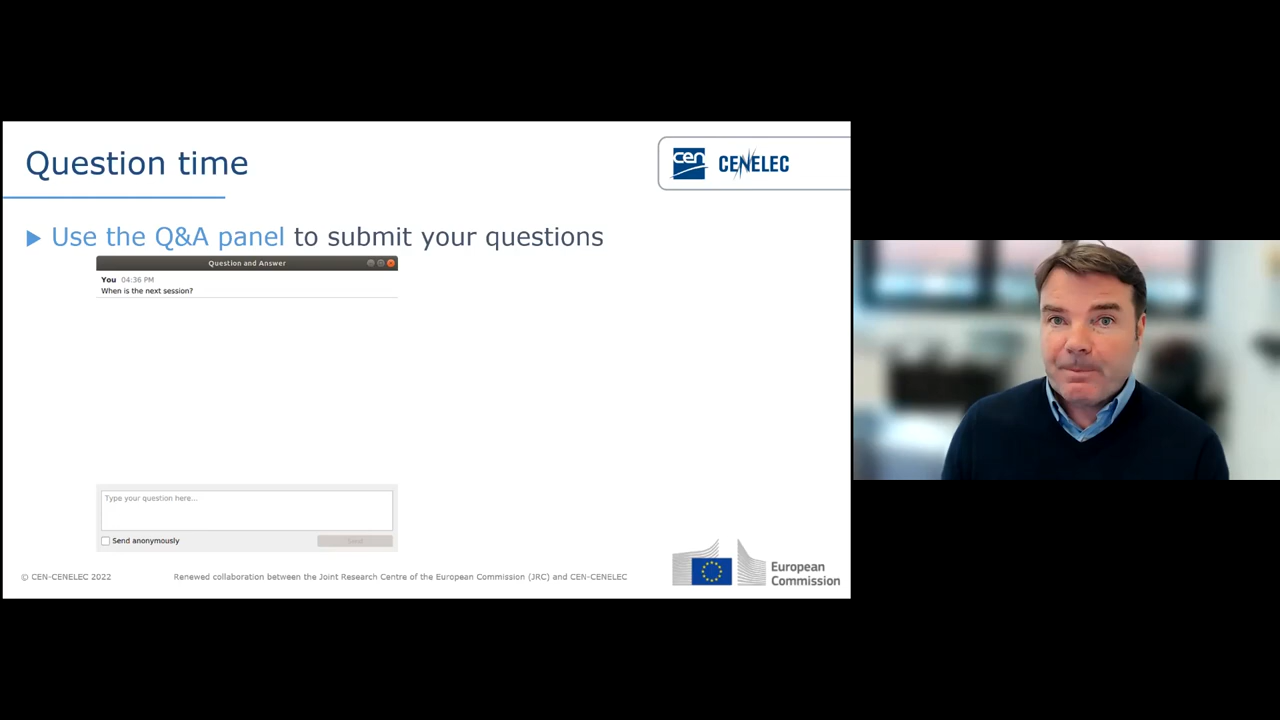 Question time
cen CENELEC
Use the Q&A panel to submit your questions
Question and Answer
You 04:36 PM
When is the next session?
Type your question here...
Send anonymously
Send
European
Commission
© CEN-CENELEC 2022
Renewed collaboration between the Joint Research Centre of the European Commission (JRC) and CEN-CENELEC